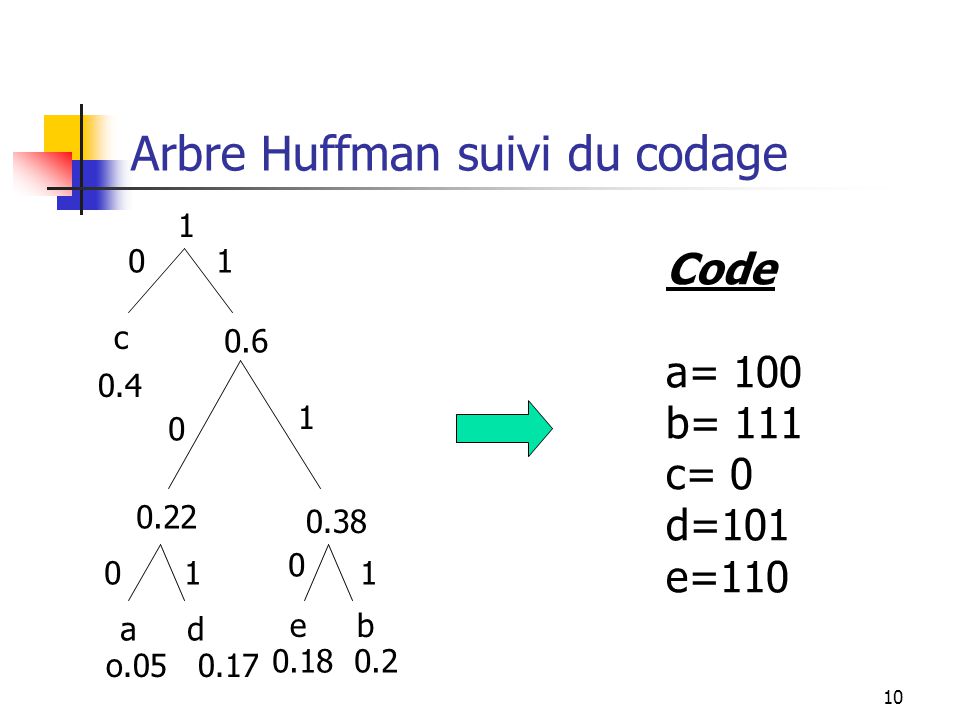 Arbre Huffman suivi du codage
1
0 1
c 0.6
0.4
0 1
0.22 0.38
0 1 0 1
a d e b
o.05 0.17 0.18 0.2
Code
a= 100
b= 111
c= 0
d=101
e=110
10